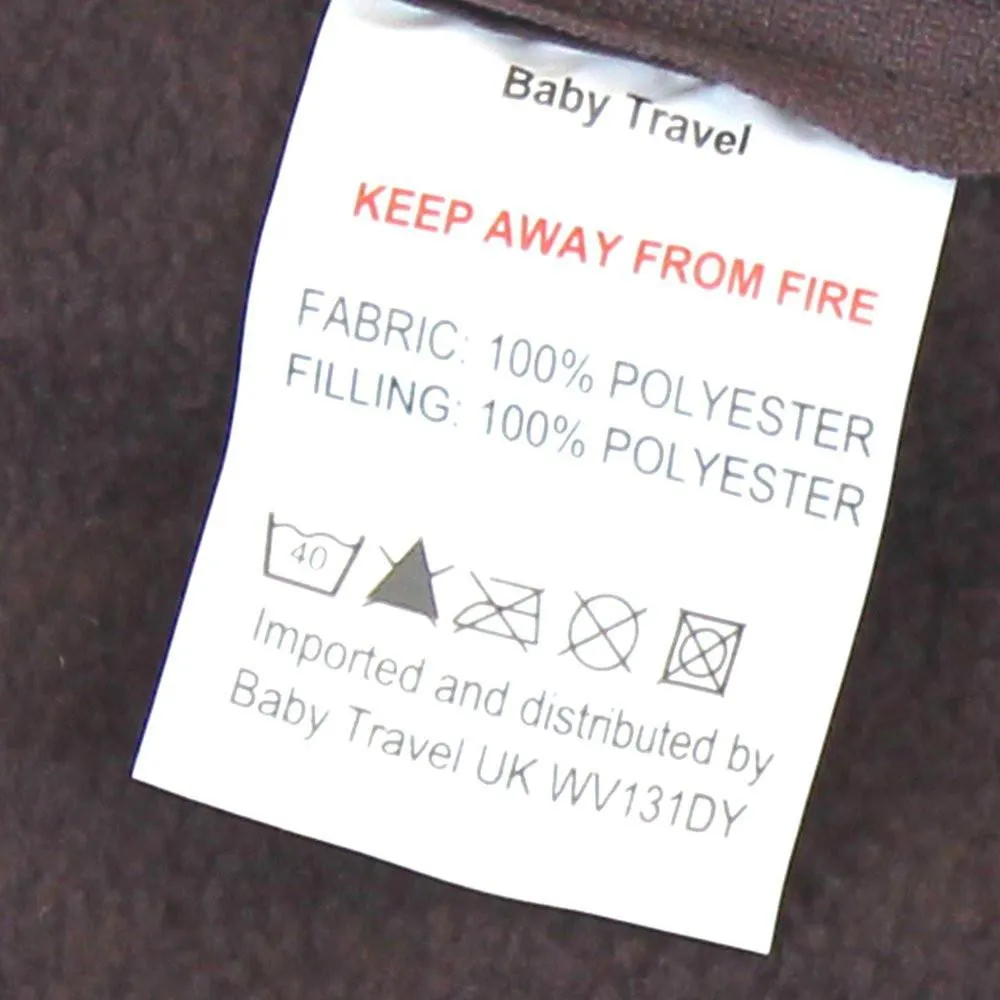 Baby Travel
KEEP AWAY FROM FIRE
FABRIC: 100% POLYESTER
FILLING: 100% POLYESTER
40
Imported and distributed by
Baby Travel UK WV131DY